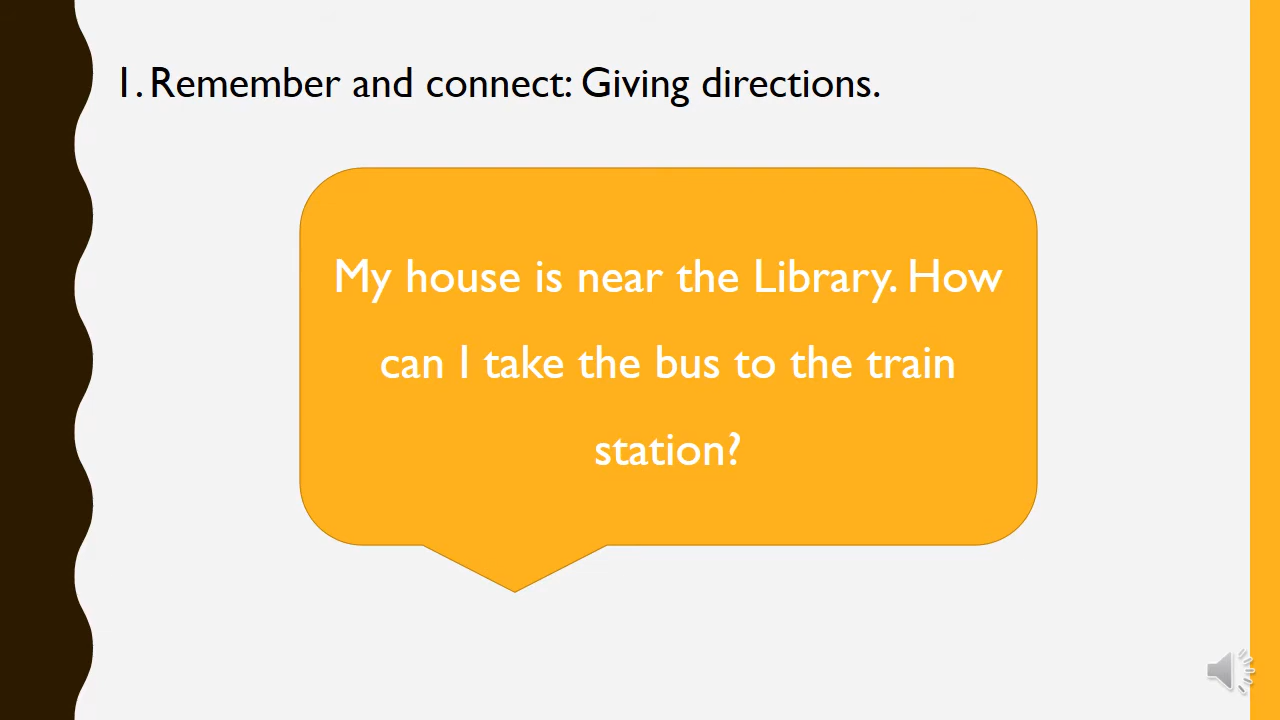 1. Remember and connect: Giving directions.
My house is near the Library. How
can I take the bus to the train
station?